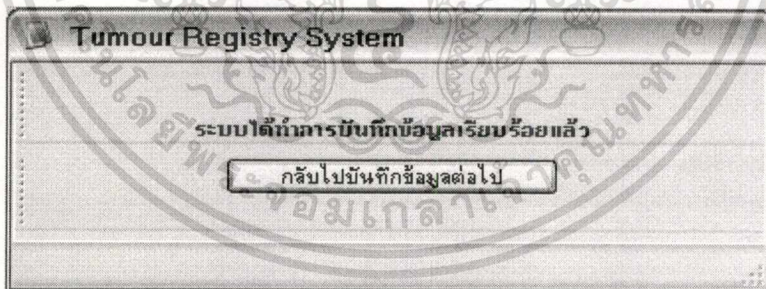 Tumour Registry System
ระบบได้ทำการบันทึกข้อมูลเรียบร้อยแล้ว
กลับไปบันทึกข้อมูลต่อไป